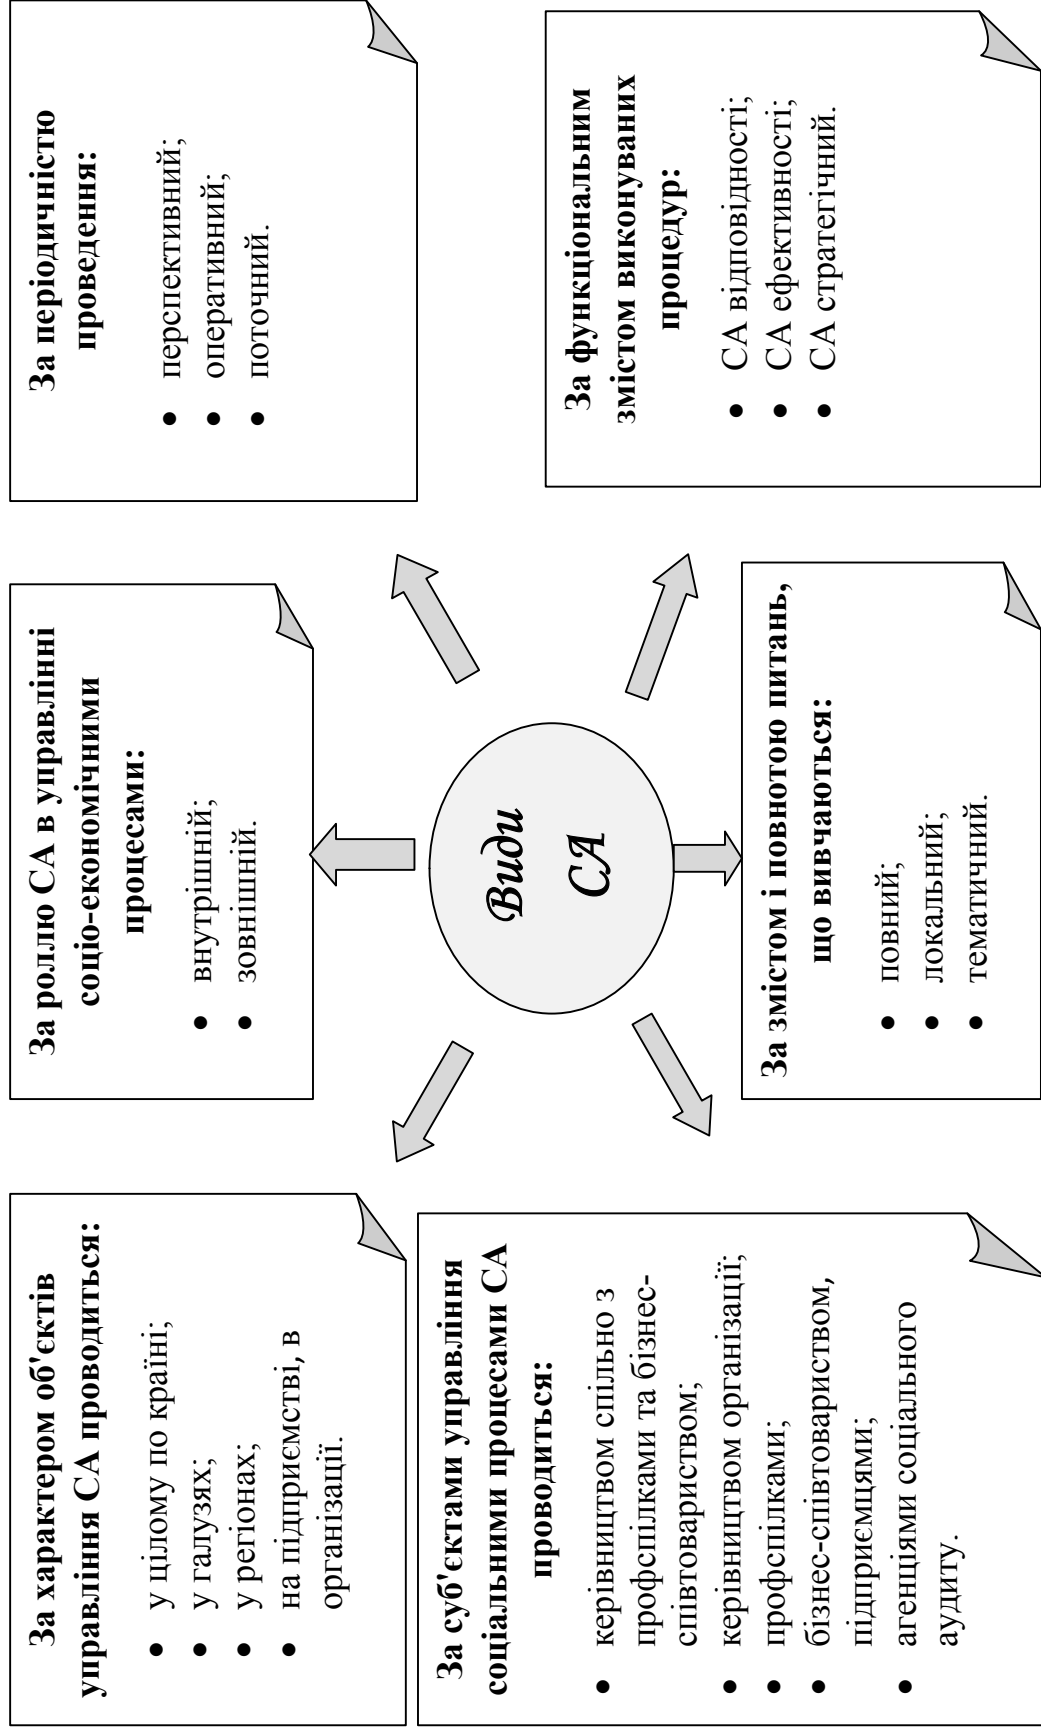 За характером об'єктів
управління СА проводиться:
• у цілому по країні;
• у галузях;
• у регіонах;
• на підприємстві, в
організації.
За роллю СА в управлінні
соціо-економічними
процесами:
• внутрішній;
• зовнішній.
За періодичністю
проведення:
• перспективний;
• оперативний;
• поточний.
Види
СА
За суб'єктами управління
соціальними процесами СА
проводиться:
• керівництвом спільно з
профспілками та бізнес-
співтовариством;
• керівництвом організації;
• профспілками;
• бізнес-співтовариством,
підприємцями;
• агенціями соціального
аудиту.
За змістом і повнотою питань,
що вивчаються:
• повний;
• локальний;
• тематичний.
За функціональним
змістом виконуваних
процедур:
• СА відповідності;
• СА ефективності;
• СА стратегічний.